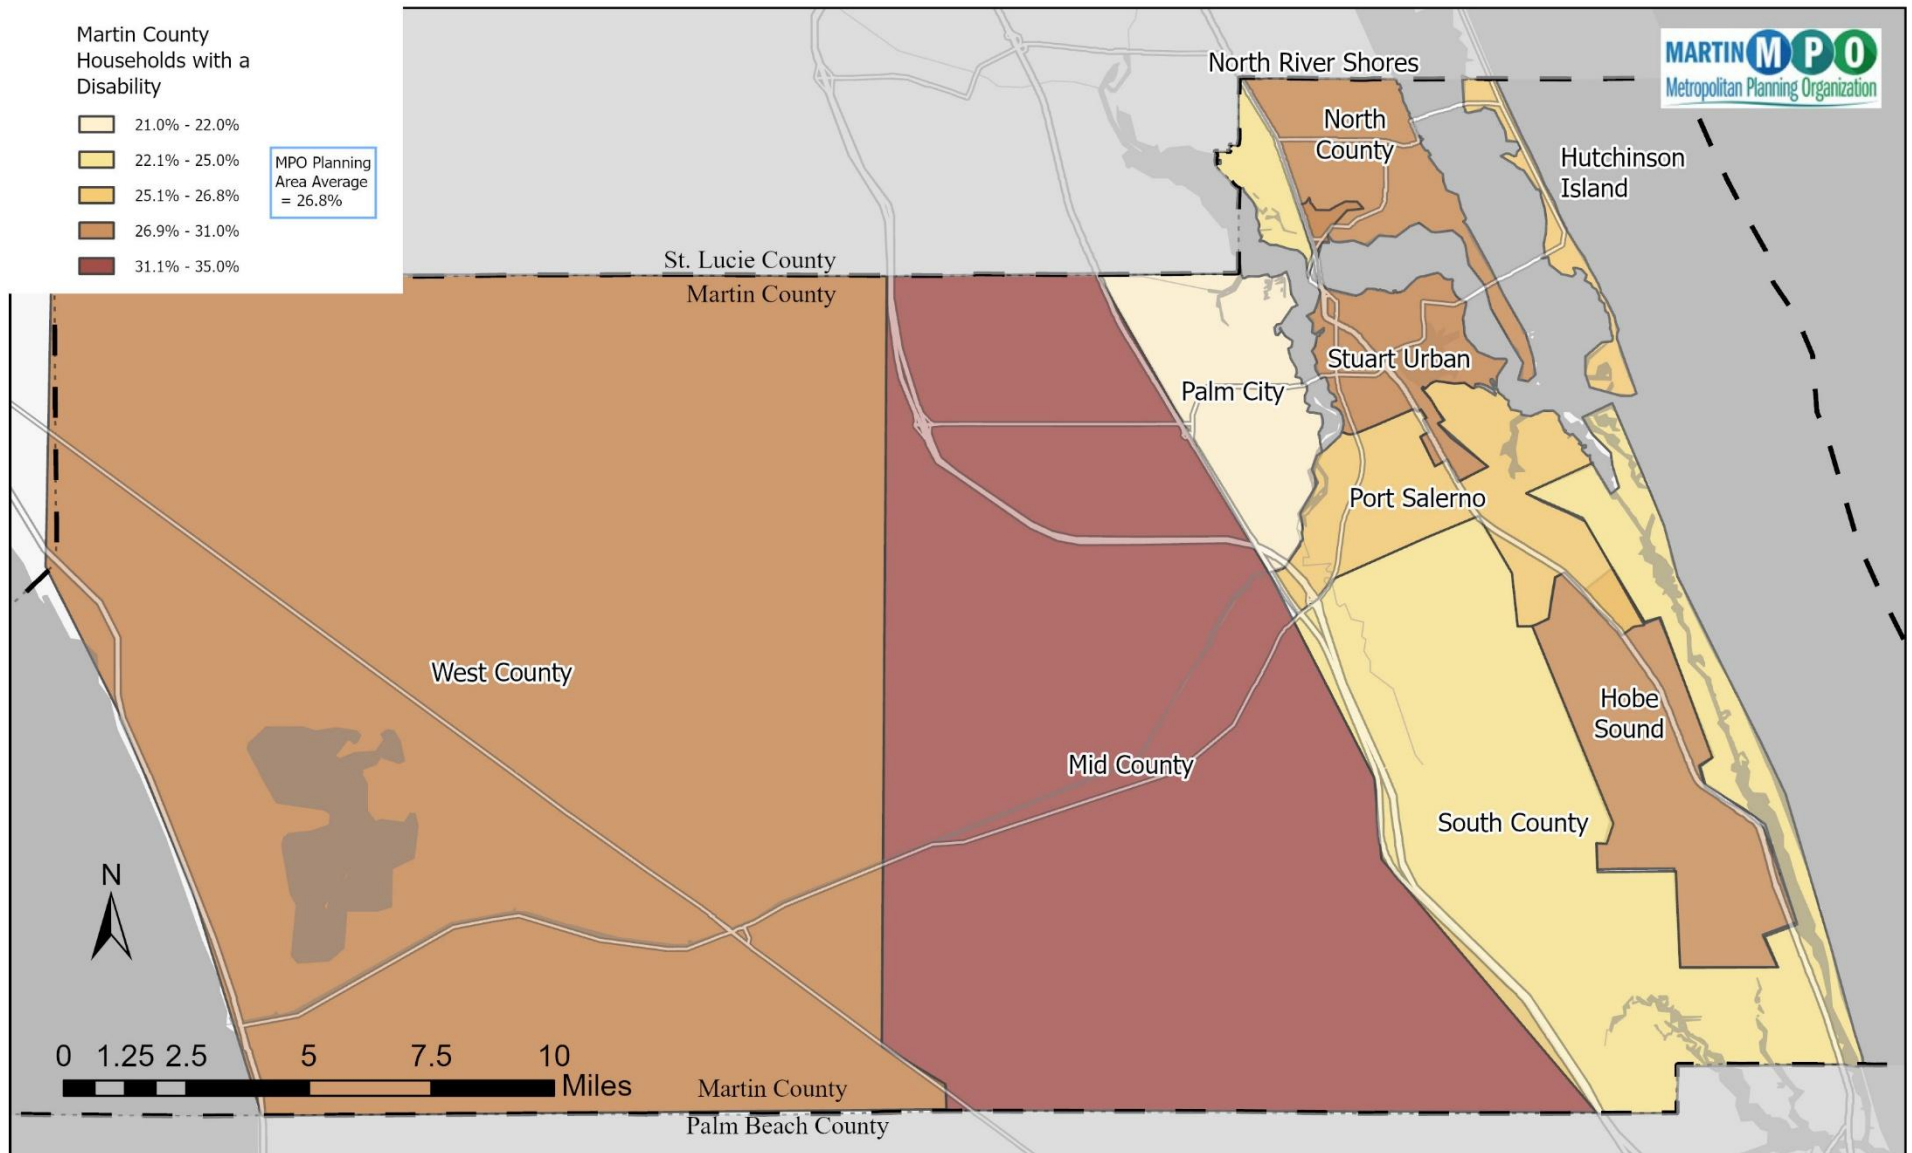 Martin County
Households with a
Disability
21.0% - 22.0%
22.1% - 25.0%
25.1% - 26.8%
26.9% - 31.0%
31.1% - 35.0%
MPO Planning
Area Average
= 26.8%
MARTIN MPO
Metropolitan Planning Organization
North River Shores
North
County
Hutchinson
Island
St. Lucie County
Martin County
Stuart Urban
Palm City
Port Salerno
West County
Hobe
Sound
Mid County
South County
N
0 1.25 2.5 5 7.5 10
Miles
Martin County
Palm Beach County